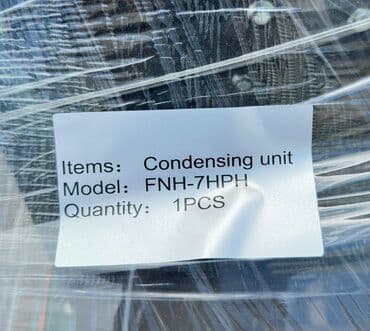 Items: Condensing unit
Model: FNH-7HPH
Quantity: 1PCS